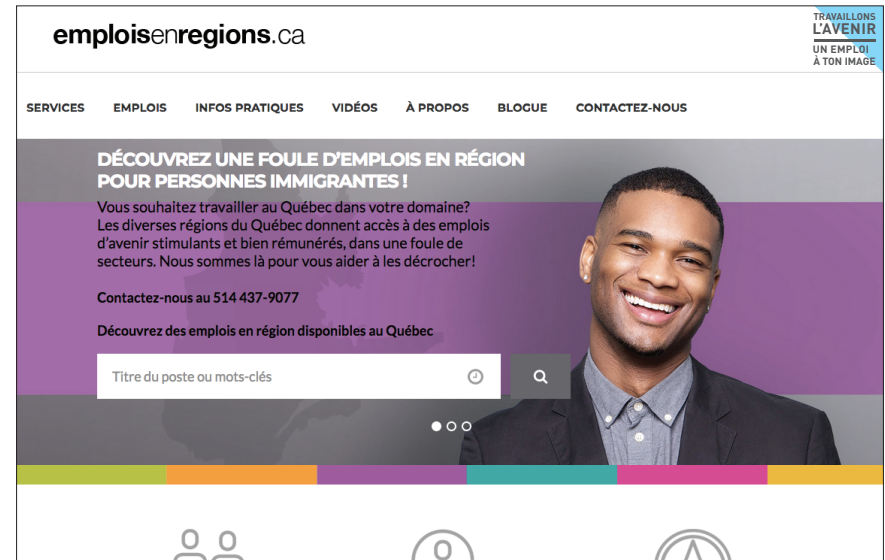 emploisenregions.ca
TRAVAILLONS
L'AVENIR
UN EMPLOI
À TON IMAGE
SERVICES EMPLOIS INFOS PRATIQUES VIDÉOS À PROPOS BLOGUE CONTACTEZ-NOUS
DÉCOUVREZ UNE FOULE D'EMPLOIS EN RÉGION
POUR PERSONNES IMMIGRANTES !
Vous souhaitez travailler au Québec dans votre domaine?
Les diverses régions du Québec donnent accès à des emplois
d'avenir stimulants et bien rémunérés, dans une foule de
secteurs. Nous sommes là pour vous aider à les décrocher!
Contactez-nous au 514 437-9077
Découvrez des emplois en région disponibles au Québec
Titre du poste ou mots-clés